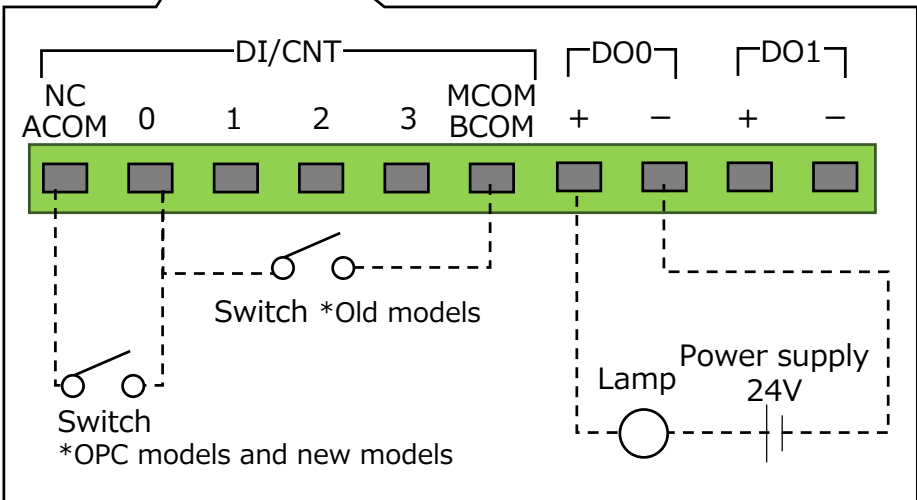 DI/CNT
DO0
DO1
NC
ACOM
0
1
2
3
MCOM
BCOM
+
−
+
−
Switch *Old models
Switch
*OPC models and new models
Lamp
Power supply
24V